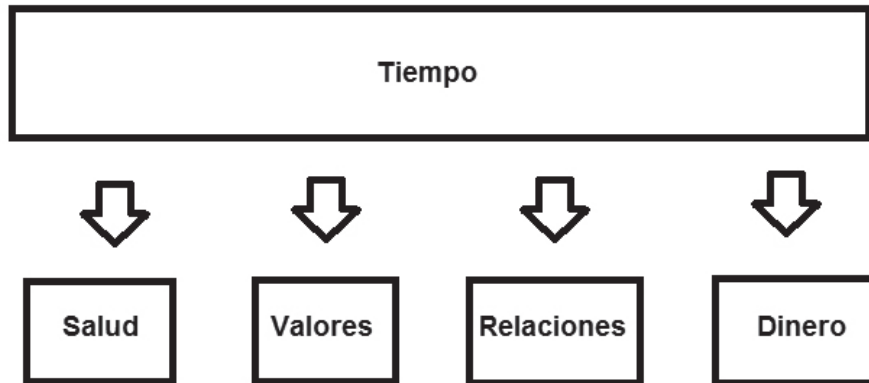 Tiempo
Salud
Valores
Relaciones
Dinero